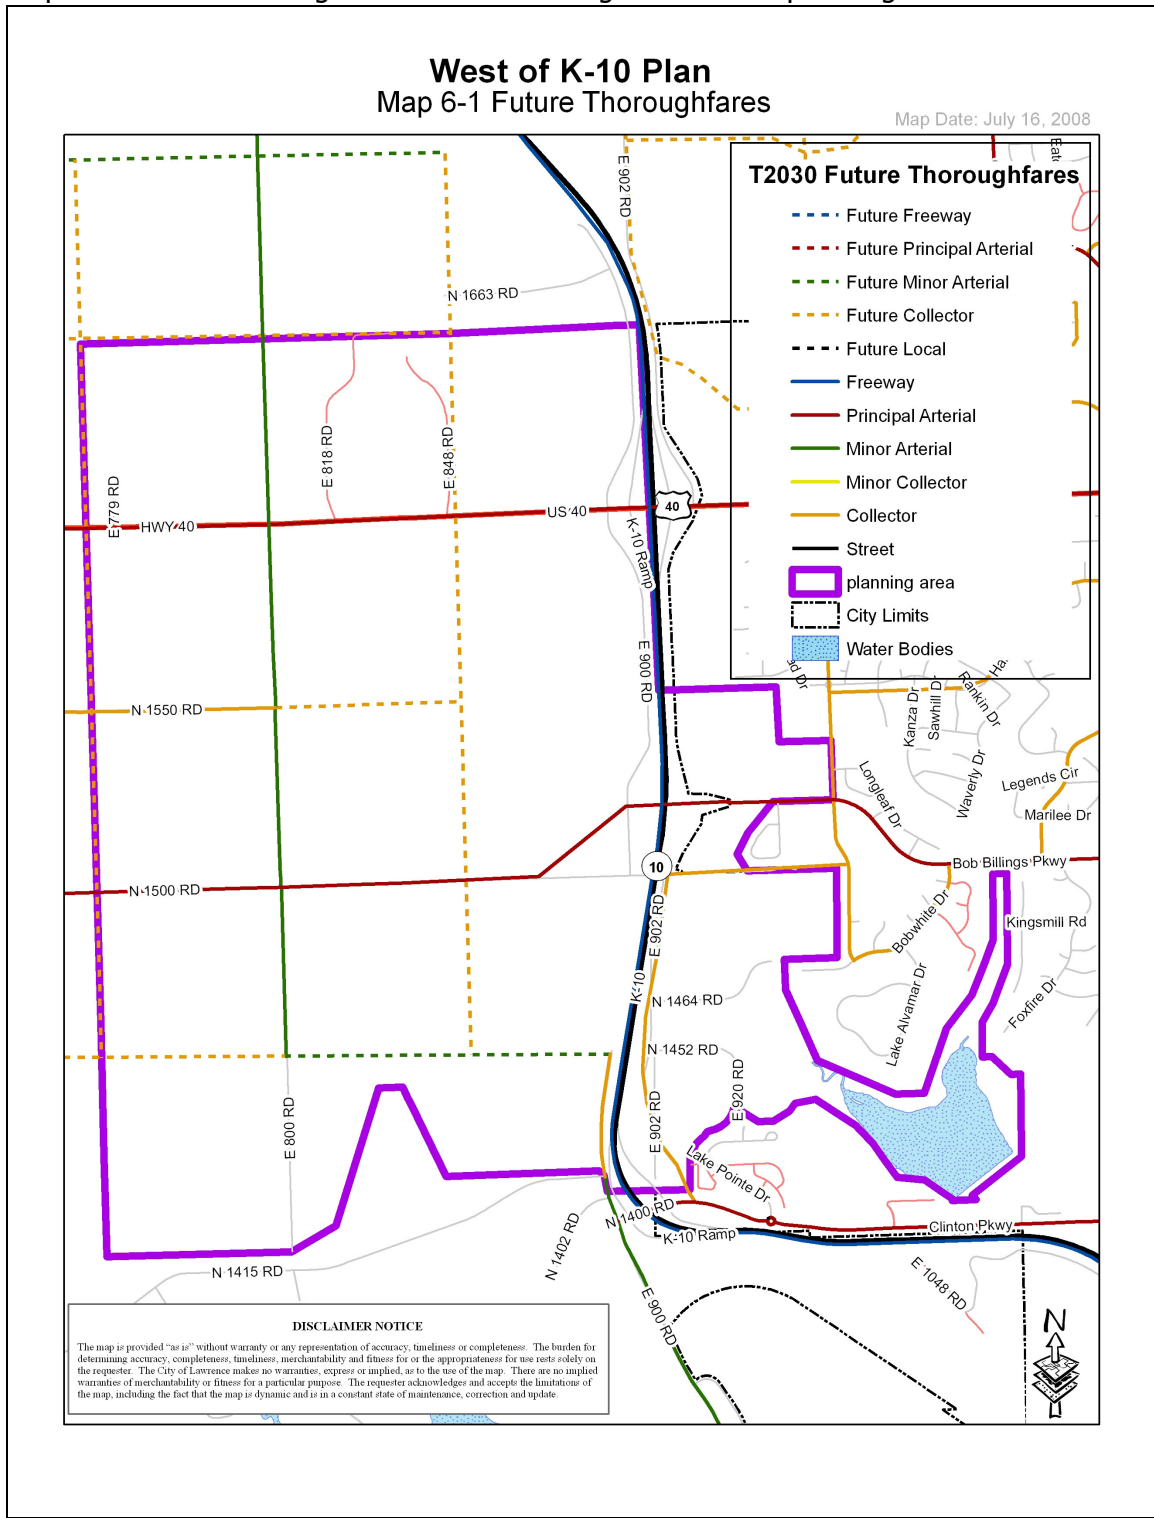 West of K-10 Plan
Map 6-1 Future Thoroughfares
Map Date: July 16, 2008
T2030 Future Thoroughfares
Future Freeway
Future Principal Arterial
Future Minor Arterial
Future Collector
Future Local
Freeway
Principal Arterial
Minor Arterial
Minor Collector
Collector
Street
planning area
City Limits
Water Bodies
E 902 RD
N 1663 RD
E 818 RD
E 848 RD
E 779 RD
HWY 40
US 40
40
K-10 Ramp
E 900 RD
N 1550 RD
Kanza Dr
Sawhill Dr
Rankin Dr
Longleaf Dr
Waverly Dr
Legends Cir
Marilee Dr
Bob Billings Pkwy
10
N 1500 RD
E 902 RD
Bobwhite Dr
Kingsmill Rd
K-10
N 1464 RD
Lake Alvamar Dr
Foxfire Dr
N 1452 RD
E 920 RD
E 800 RD
E 902 RD
Lake Pointe Dr
N 1400 RD
Clinton Pkwy
K-10 Ramp
N 1402 RD
N 1415 RD
E 1048 RD
E 900 RD
N
DISCLAIMER NOTICE
The map is provided "as is" without warranty or any representation of accuracy, timeliness or completeness. The burden for
determining accuracy, completeness, timeliness, merchantability and fitness for or the appropriateness for use rests solely on
the requester. The City of Lawrence makes no warranties, express or implied, as to the use of the map. There are no implied
warranties of merchantability or fitness for a particular purpose. The requester acknowledges and accepts the limitations of
the map, including the fact that the map is dynamic and is in a constant state of maintenance, correction and update.